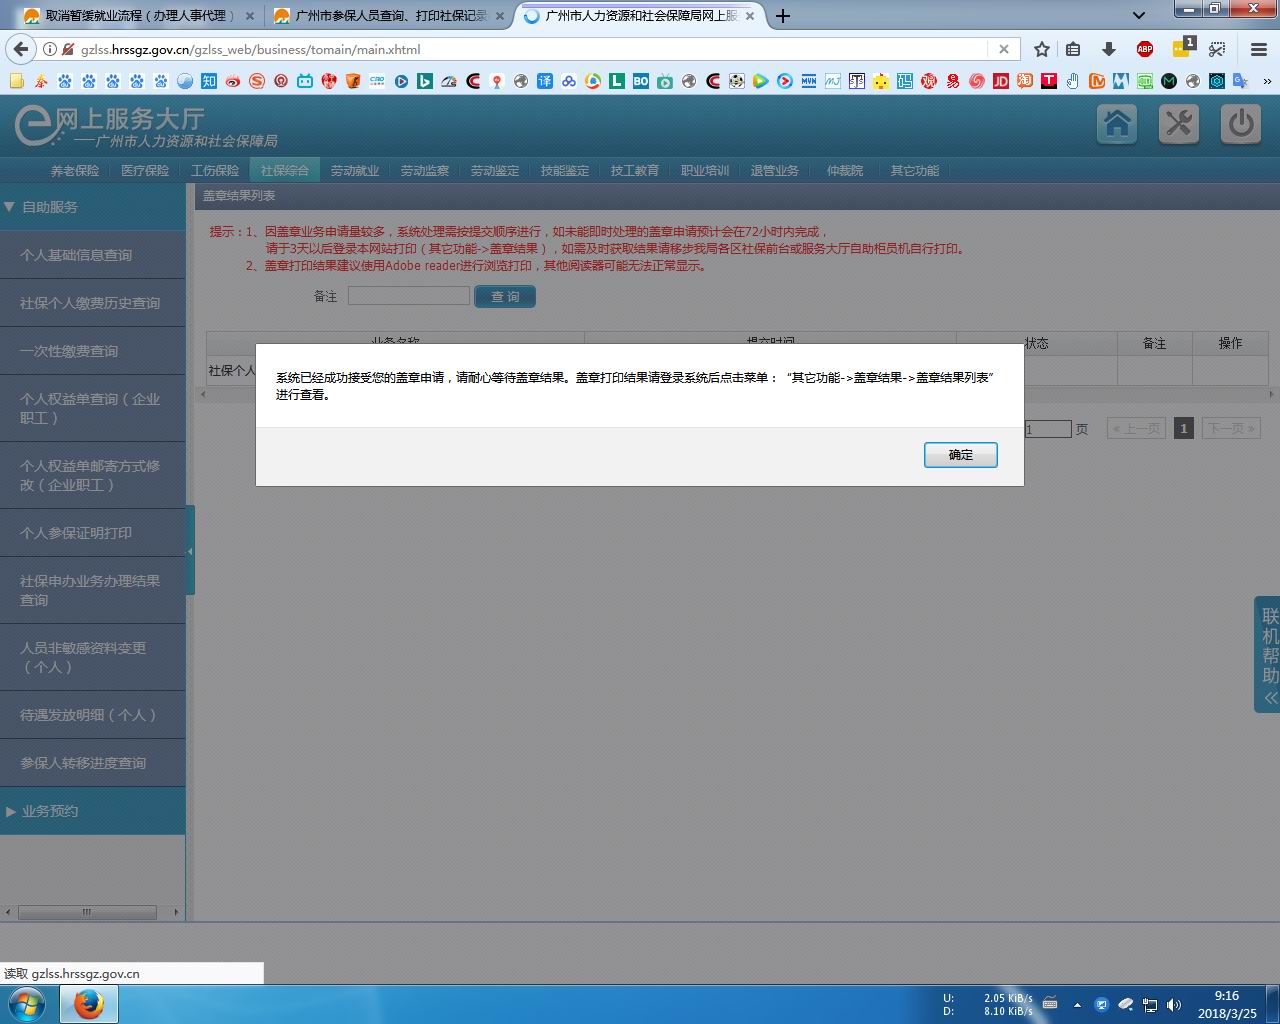 取消暂缓就业流程（办理人事代理）
广州市参保人员查询、打印社保记录
广州市人力资源和社会保障局网上服
gzlss.hrssgz.gov.cn/gzlss_web/business/tomain/main.xhtml
网上服务大厅
──广州市人力资源和社会保障局
养老保险 医疗保险 工伤保险 社保综合 劳动就业 劳动监察 劳动鉴定 技能鉴定 技工教育 职业培训 退管业务 仲裁院 其它功能
自助服务
个人基础信息查询
社保个人缴费历史查询
一次性缴费查询
个人权益单查询（企业
职工）
个人权益单邮寄方式修
改（企业职工）
个人参保证明打印
社保申办业务办理结果
查询
人员非敏感资料变更
（个人）
待遇发放明细（个人）
参保人转移进度查询
业务预约
盖章结果列表
提示：1、因盖章业务申请量较多，系统处理需按提交顺序进行，如未能即时处理的盖章申请预计会在72小时内完成，
请于3天以后登录本网站打印（其它功能->盖章结果），如需及时获取结果请移步我局各区社保前台或服务大厅自助柜员机自行打印。
2、盖章打印结果建议使用Adobe reader进行浏览打印，其他阅读器可能无法正常显示。
备注 查 询
业务名称 提交时间 状态 备注 操作
社保个人
1 页 « 上一页 1 下一页 »
系统已经成功接受您的盖章申请，请耐心等待盖章结果。盖章打印结果请登录系统后点击菜单：“其它功能->盖章结果->盖章结果列表”
进行查看。
确定
联机帮助
读取 gzlss.hrssgz.gov.cn
U: 2.05 KiB/s
D: 8.10 KiB/s
9:16
2018/3/25